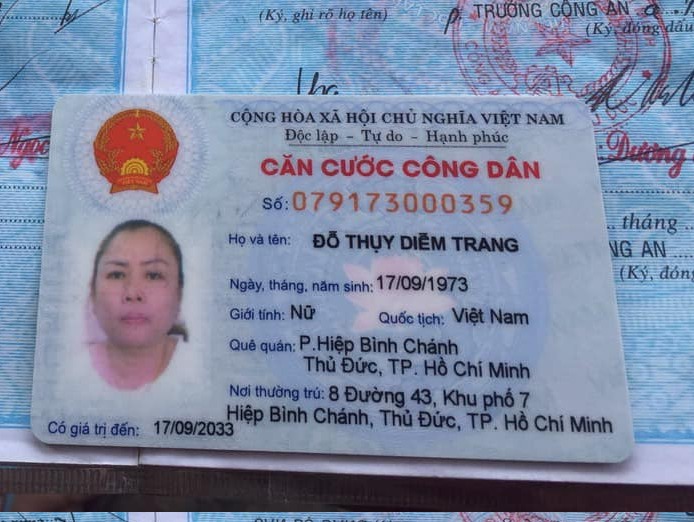 (Ký, ghi rõ họ tên)
TRƯỞNG CÔNG AN
(Ký, đóng dấu
CỘNG HÒA XÃ HỘI CHỦ NGHĨA VIỆT NAM
Độc lập - Tự do - Hạnh phúc
CĂN CƯỚC CÔNG DÂN
Số: 079173000359
Họ và tên: ĐỖ THỤY DIỄM TRANG
Ngày, tháng, năm sinh: 17/09/1973
Giới tính: Nữ Quốc tịch: Việt Nam
Quê quán: P.Hiệp Bình Chánh
Thủ Đức, TP. Hồ Chí Minh
Nơi thường trú: 8 Đường 43, Khu phố 7
Hiệp Bình Chánh, Thủ Đức, TP. Hồ Chí Minh
Có giá trị đến: 17/09/2033
Ngọc
Dương
... tháng
NG AN
(Ký, đóng